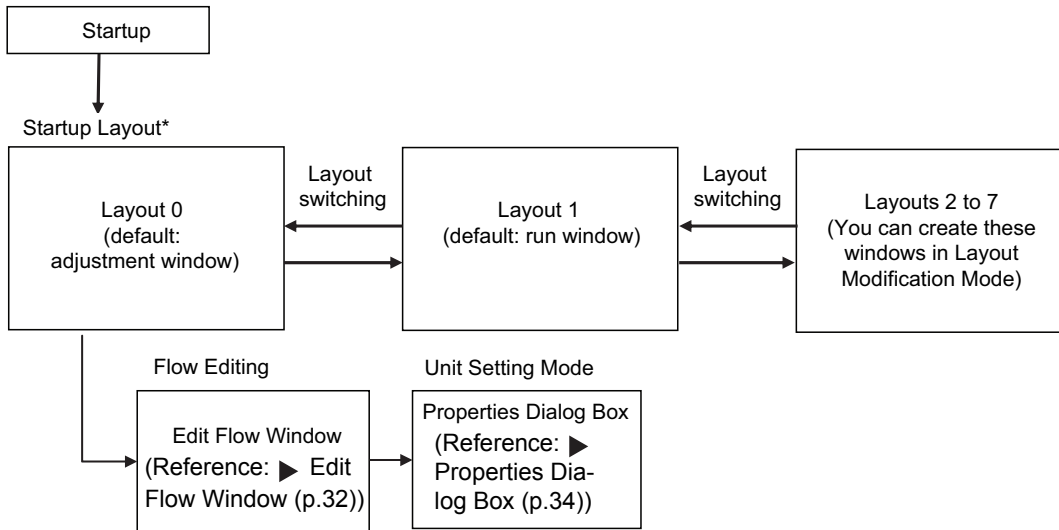 Startup
Startup Layout*
Layout 0
(default:
adjustment window)
Layout
switching
Layout 1
(default: run window)
Layout
switching
Layouts 2 to 7
(You can create these
windows in Layout
Modification Mode)
Flow Editing
Edit Flow Window
(Reference: ▶ Edit
Flow Window (p.32))
Unit Setting Mode
Properties Dialog Box
(Reference: ▶
Properties Dia-
log Box (p.34))